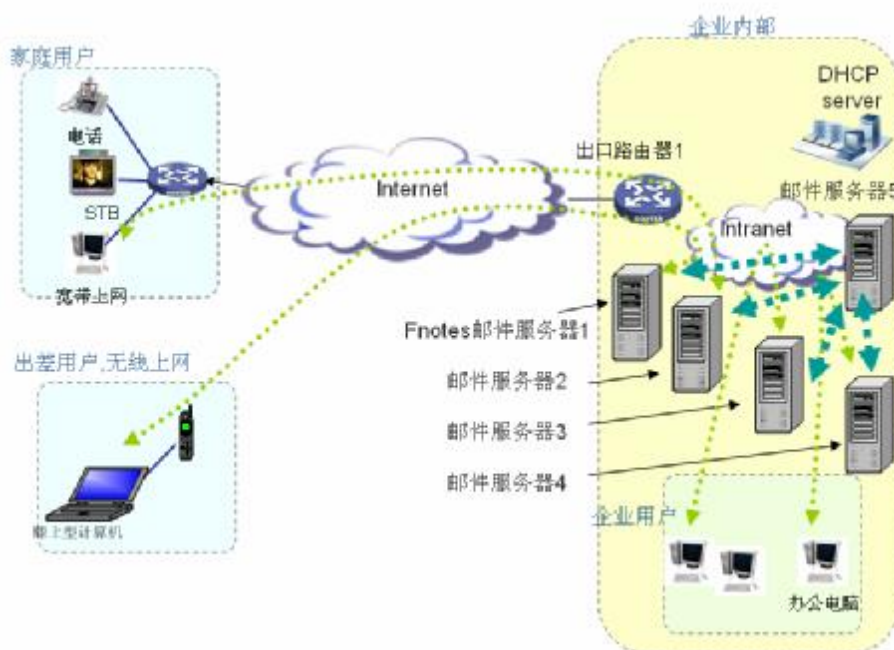 企业内部
家庭用户
DHCP
server
电话
出口路由器1
Internet
邮件服务器5
STB
Intranet
宽带上网
Fnotes邮件服务器1
出差用户,无线上网
邮件服务器2
邮件服务器3
邮件服务器4
企业用户
膝上型计算机
办公电脑